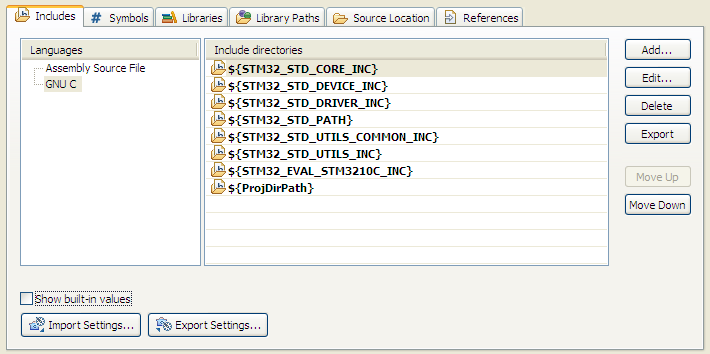 Includes # Symbols Libraries Library Paths Source Location References
Languages
Assembly Source File
GNU C
Include directories
${STM32_STD_CORE_INC}
${STM32_STD_DEVICE_INC}
${STM32_STD_DRIVER_INC}
${STM32_STD_PATH}
${STM32_STD_UTILS_COMMON_INC}
${STM32_STD_UTILS_INC}
${STM32_EVAL_STM3210C_INC}
${ProjDirPath}
Add...
Edit...
Delete
Export
Move Up
Move Down
Show built-in values
Import Settings... Export Settings...